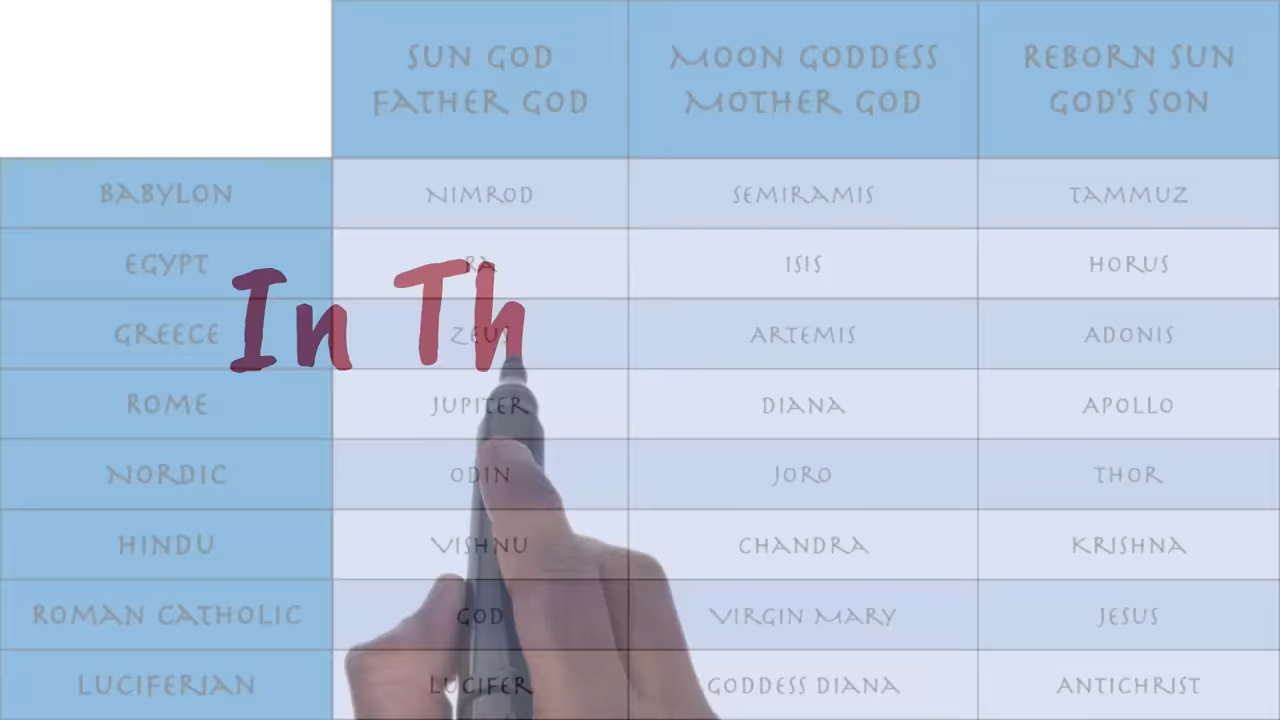 SUN GOD
FATHER GOD
MOON GODDESS
MOTHER GOD
REBORN SUN
GOD'S SON
BABYLON NIMROD SEMIRAMIS TAMMUZ
EGYPT RA ISIS HORUS
In Th
GREECE ZEUS ARTEMIS ADONIS
ROME JUPITER DIANA APOLLO
NORDIC ODIN JORO THOR
HINDU VISHNU CHANDRA KRISHNA
ROMAN CATHOLIC GOD VIRGIN MARY JESUS
LUCIFERIAN LUCIFER GODDESS DIANA ANTICHRIST